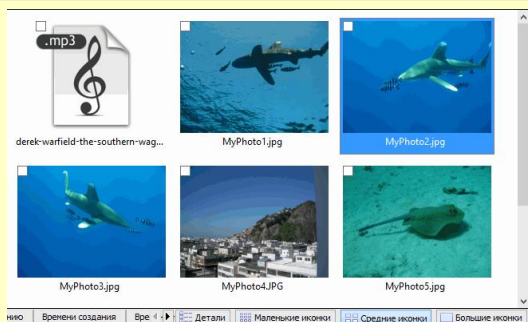 .mp3
derek-warfield-the-southern-wag...
MyPhoto1.jpg
MyPhoto2.jpg
MyPhoto3.jpg
MyPhoto4.JPG
MyPhoto5.jpg
нию Времени создания Вре Детали Маленькие иконки Средние иконки Большие иконки